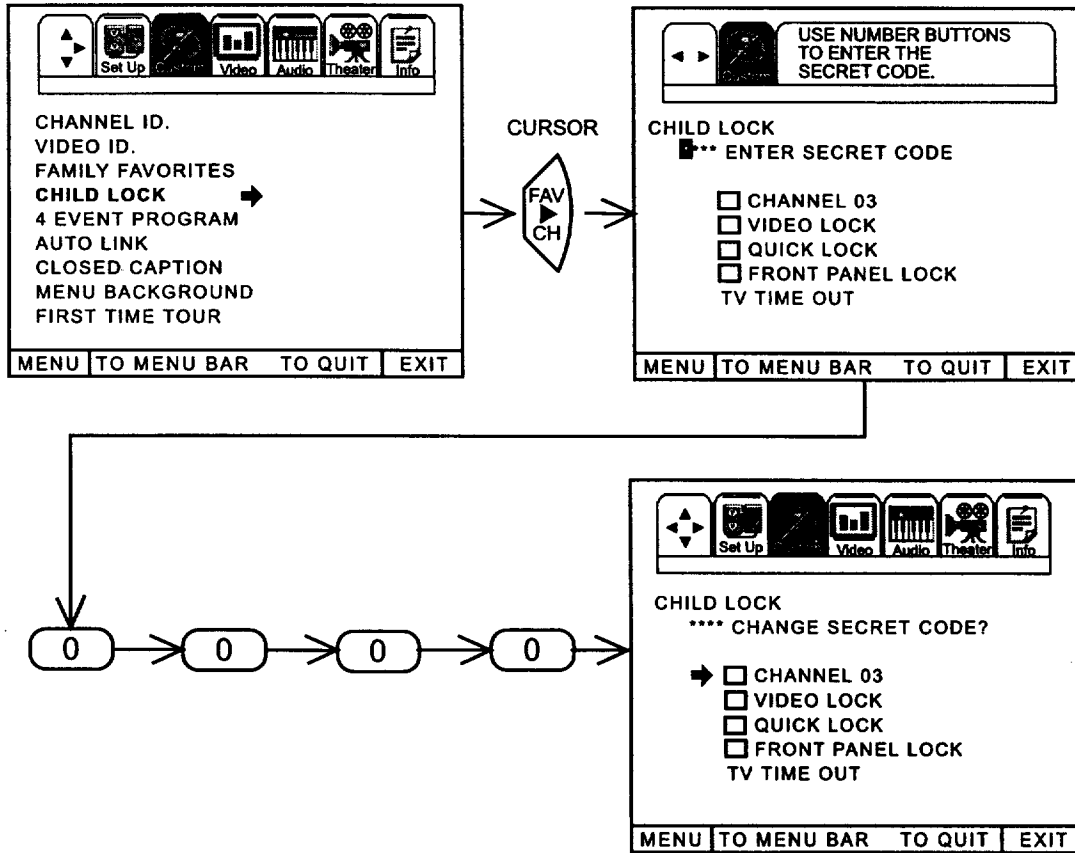 Set Up
Video
Audio
Theater
Info
CHANNEL ID.
VIDEO ID.
FAMILY FAVORITES
CHILD LOCK
4 EVENT PROGRAM
AUTO LINK
CLOSED CAPTION
MENU BACKGROUND
FIRST TIME TOUR
MENU TO MENU BAR TO QUIT EXIT
CURSOR
FAV
CH
USE NUMBER BUTTONS
TO ENTER THE
SECRET CODE.
CHILD LOCK
*** ENTER SECRET CODE
CHANNEL 03
VIDEO LOCK
QUICK LOCK
FRONT PANEL LOCK
TV TIME OUT
MENU TO MENU BAR TO QUIT EXIT
0 0 0 0
Set Up
Video
Audio
Theater
Info
CHILD LOCK
**** CHANGE SECRET CODE?
CHANNEL 03
VIDEO LOCK
QUICK LOCK
FRONT PANEL LOCK
TV TIME OUT
MENU TO MENU BAR TO QUIT EXIT